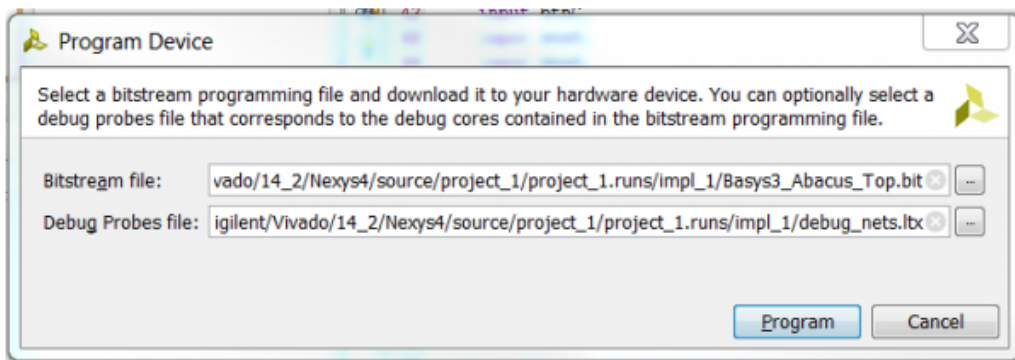 Program Device
Select a bitstream programming file and download it to your hardware device. You can optionally select a
debug probes file that corresponds to the debug cores contained in the bitstream programming file.
Bitstream file: vado/14_2/Nexys4/source/project_1/project_1.runs/impl_1/Basys3_Abacus_Top.bit ...
Debug Probes file: igilent/Vivado/14_2/Nexys4/source/project_1/project_1.runs/impl_1/debug_nets.ltx ...
Program Cancel